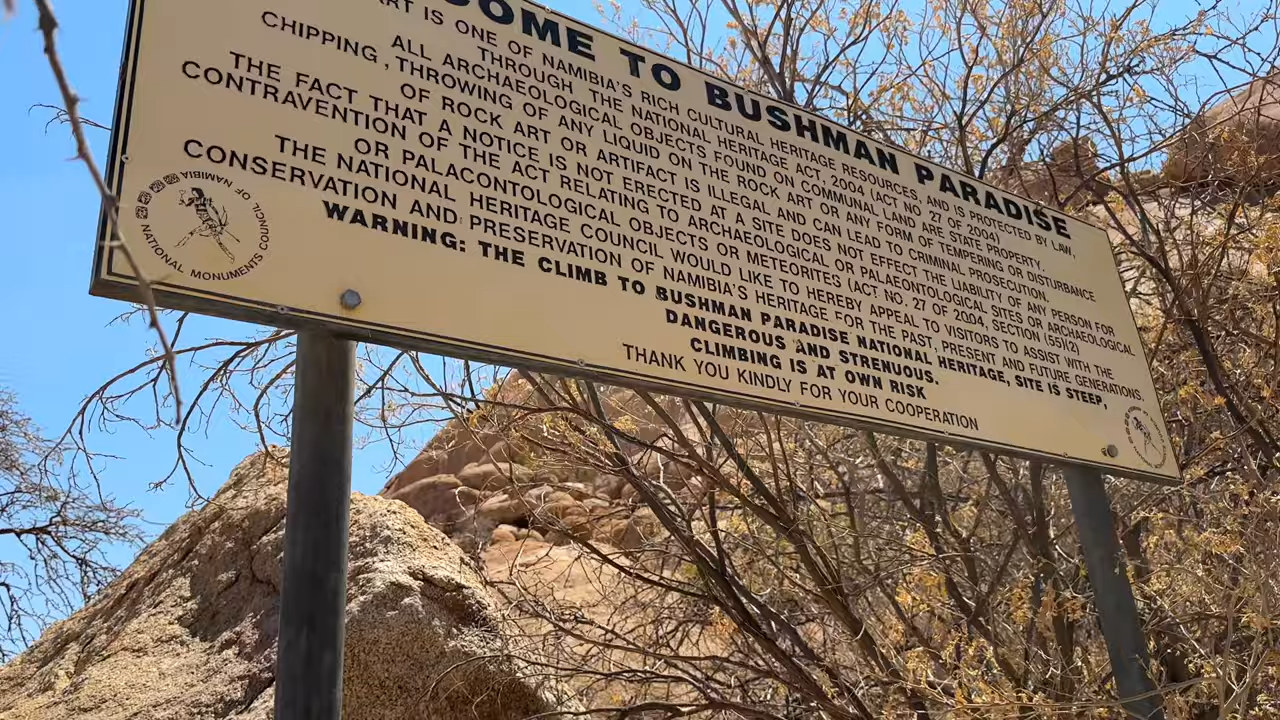 COME TO BUSHMAN PARADISE
ART IS ONE OF NAMIBIA'S RICH CULTURAL HERITAGE RESOURCES, AND IS PROTECTED BY LAW,
THROUGH THE NATIONAL HERITAGE ACT, 2004 (ACT NO. 27 OF 2004)
ALL ARCHAEOLOGICAL OBJECTS FOUND ON COMMUNAL LAND ARE STATE PROPERTY.
CHIPPING , THROWING OF ANY LIQUID ON THE ROCK ART OR ANY FORM OF TEMPERING OR DISTURBANCE
OF ROCK ART OR ARTIFACT IS ILLEGAL AND CAN LEAD TO CRIMINAL PROSECUTION.
THE FACT THAT A NOTICE IS NOT ERECTED AT A SITE DOES NOT EFFECT THE LIABILITY OF ANY PERSON FOR
CONTRAVENTION OF THE ACT RELATING TO ARCHAEOLOGICAL OR PALAEONTOLOGICAL SITES OR ARCHAEOLOGICAL
OR PALACONTOLOGICAL OBJECTS OR METEORITES (ACT NO. 27 OF 2004, SECTION (55)(2)
THE NATIONAL HERITAGE COUNCIL WOULD LIKE TO HEREBY APPEAL TO VISITORS TO ASSIST WITH THE
CONSERVATION AND PRESERVATION OF NAMIBIA'S HERITAGE FOR THE PAST, PRESENT AND FUTURE GENERATIONS.
WARNING: THE CLIMB TO BUSHMAN PARADISE NATIONAL HERITAGE, SITE IS STEEP,
DANGEROUS AND STRENUOUS.
CLIMBING IS AT OWN RISK
THANK YOU KINDLY FOR YOUR COOPERATION
NATIONAL MONUMENTS COUNCIL OF NAMIBIA